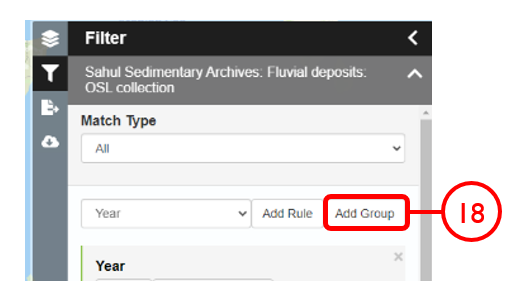 Filter
Sahul Sedimentary Archives: Fluvial deposits:
OSL collection
Match Type
All
Year Add Rule Add Group 18
Year